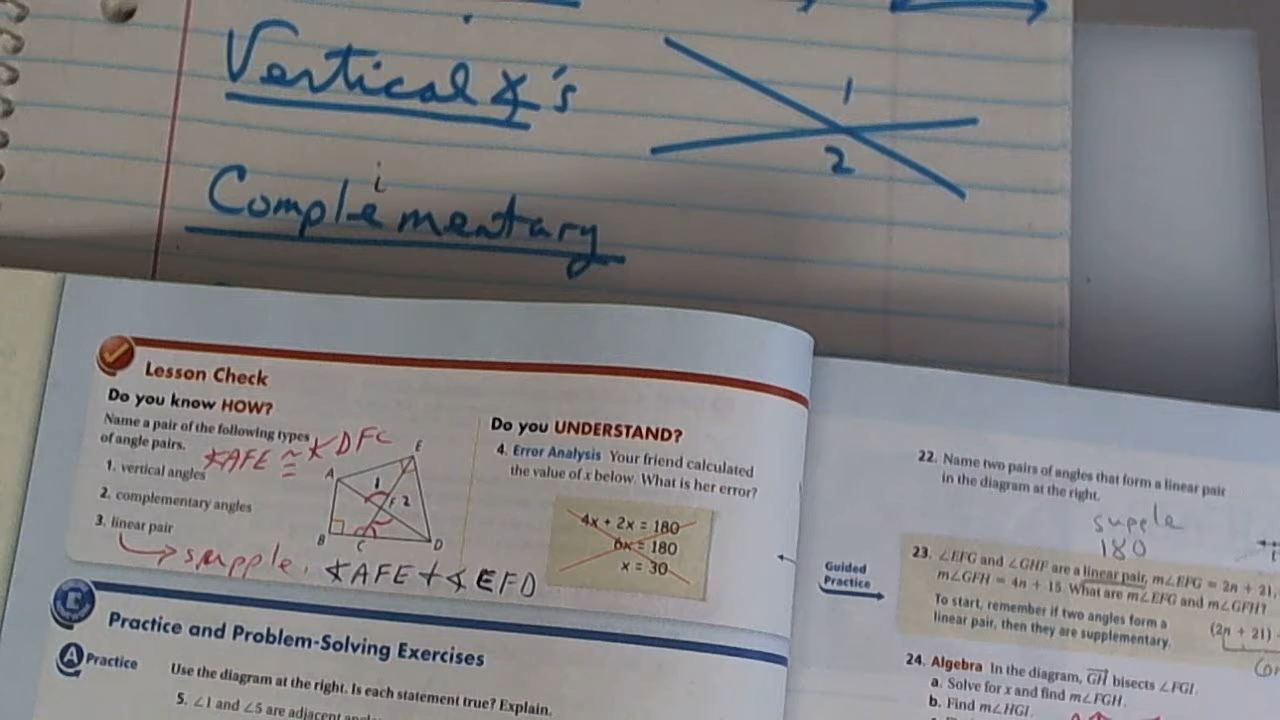 Vertical ∡'s
1
2
Complementary
i
Lesson Check
Do you know HOW?
Name a pair of the following types
of angle pairs.
∡AFE ≅ ∡DFC
1. vertical angles
2. complementary angles
3. linear pair
supple. ∡AFE + ∡EFD
A
E
1
F
2
B
C
D
Do you UNDERSTAND?
4. Error Analysis Your friend calculated
the value of x below. What is her error?
4x + 2x = 180
6x = 180
x = 30
Practice and Problem-Solving Exercises
A Practice
Use the diagram at the right. Is each statement true? Explain.
5. ∠1 and ∠5 are adjacent
22. Name two pairs of angles that form a linear pair
in the diagram at the right.
supple
180
Guided
Practice
23. ∠EFG and ∠GHF are a linear pair, m∠EFG = 2n + 21,
m∠GFH = 4n + 15. What are m∠EFG and m∠GFH?
To start, remember if two angles form a
linear pair, then they are supplementary.
(2n + 21)
24. Algebra In the diagram, GH bisects ∠FGI.
a. Solve for x and find m∠FGH.
b. Find m∠HGI.